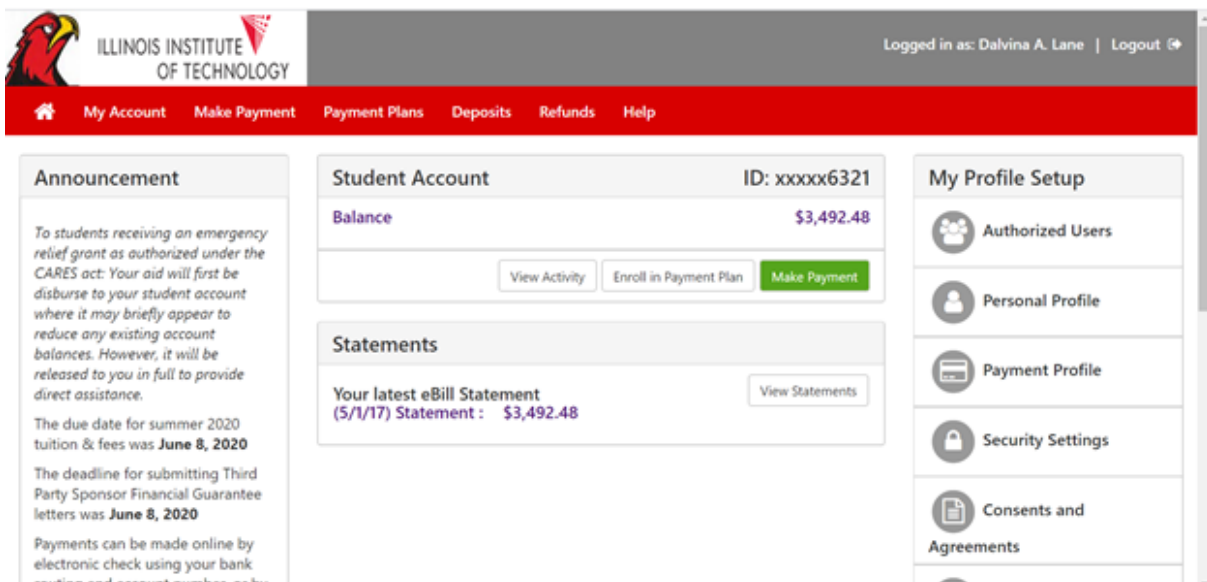 ILLINOIS INSTITUTE
OF TECHNOLOGY
Logged in as: Dalvina A. Lane | Logout
My Account Make Payment Payment Plans Deposits Refunds Help
Announcement
To students receiving an emergency
relief grant as authorized under the
CARES act: Your aid will first be
disburse to your student account
where it may briefly appear to
reduce any existing account
balances. However, it will be
released to you in full to provide
direct assistance.
The due date for summer 2020
tuition & fees was June 8, 2020
The deadline for submitting Third
Party Sponsor Financial Guarantee
letters was June 8, 2020
Payments can be made online by
electronic check using your bank
Student Account ID: xxxxx6321
Balance $3,492.48
View Activity Enroll in Payment Plan Make Payment
Statements
Your latest eBill Statement
(5/1/17) Statement : $3,492.48
View Statements
My Profile Setup
Authorized Users
Personal Profile
Payment Profile
Security Settings
Consents and
Agreements